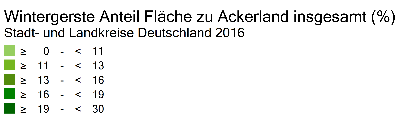 Wintergerste Anteil Fläche zu Ackerland insgesamt (%)
Stadt- und Landkreise Deutschland 2016
≥ 0 - < 11
≥ 11 - < 13
≥ 13 - < 16
≥ 16 - < 19
≥ 19 - < 30